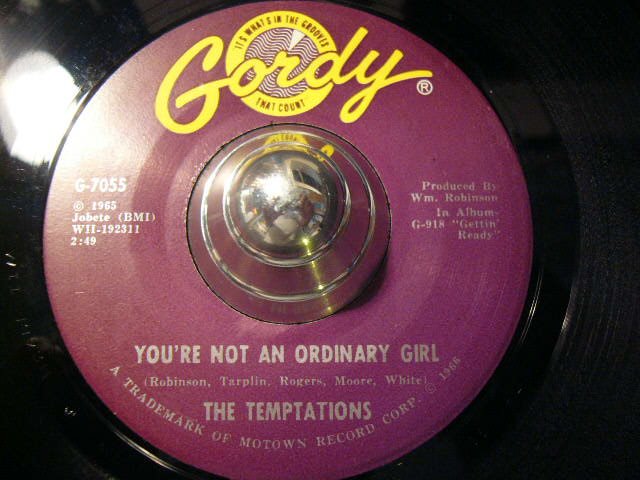 IT'S WHAT'S IN THE GROOVES
Gordy®
THAT COUNT
G-7055
© 1965
Jobete (BMI)
WH-192311
2:49
Produced By
Wm. Robinson
In Album-
G-918 "Gettin'
Ready"
YOU'RE NOT AN ORDINARY GIRL
(Robinson, Tarplin, Rogers, Moore, White)
THE TEMPTATIONS
A TRADEMARK OF MOTOWN RECORD CORP. © 1966